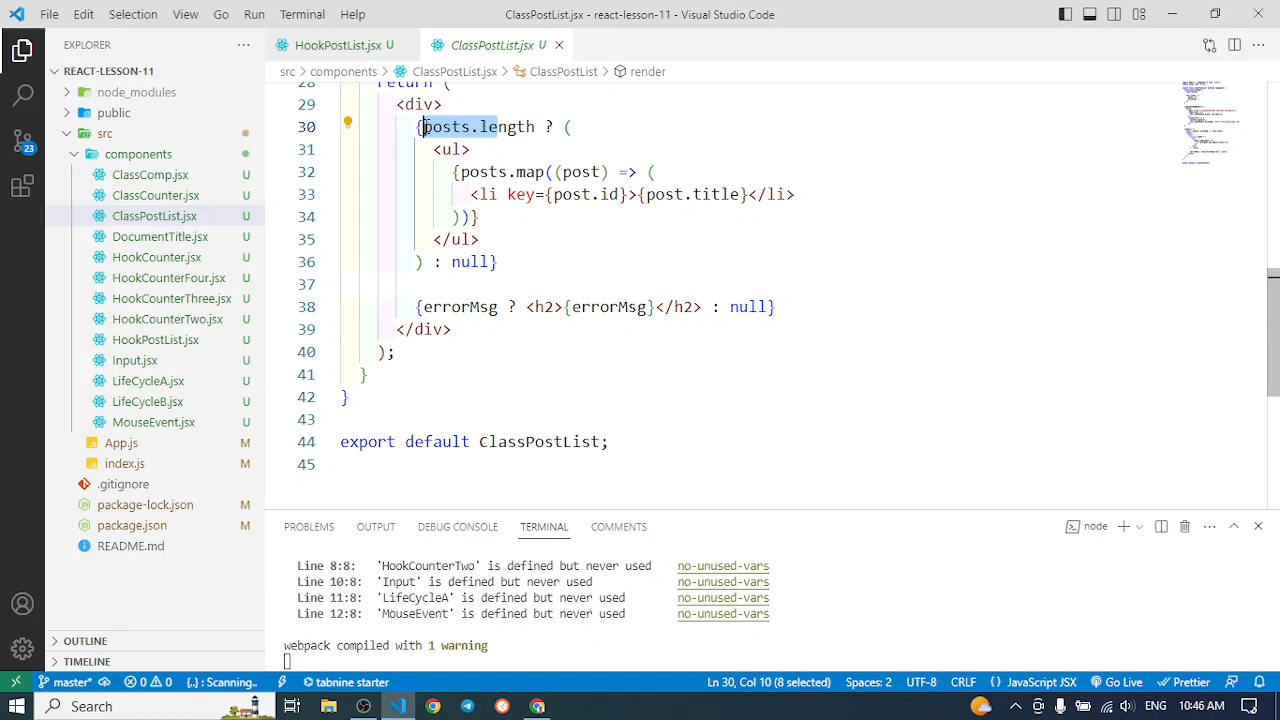 File Edit Selection View Go Run Terminal Help ClassPostList.jsx - react-lesson-11 - Visual Studio Code
EXPLORER
HookPostList.jsx U ClassPostList.jsx U
REACT-LESSON-11
src > components > ClassPostList.jsx > ClassPostList > render
node_modules
public
src
components
ClassComp.jsx U
ClassCounter.jsx U
ClassPostList.jsx U
DocumentTitle.jsx U
HookCounter.jsx U
HookCounterFour.jsx U
HookCounterThree.jsx U
HookCounterTwo.jsx U
HookPostList.jsx U
Input.jsx U
LifeCycleA.jsx U
LifeCycleB.jsx U
MouseEvent.jsx U
App.js M
index.js M
.gitignore
package-lock.json M
package.json M
README.md
OUTLINE
TIMELINE
28 return (
29 <div>
30 {posts.length ? (
31 <ul>
32 {posts.map((post) => (
33 <li key={post.id}>{post.title}</li>
34 ))}
35 </ul>
36 ) : null}
37
38 {errorMsg ? <h2>{errorMsg}</h2> : null}
39 </div>
40 );
41 }
42 }
43
44 export default ClassPostList;
45
PROBLEMS OUTPUT DEBUG CONSOLE TERMINAL COMMENTS node
Line 8:8: 'HookCounterTwo' is defined but never used no-unused-vars
Line 10:8: 'Input' is defined but never used no-unused-vars
Line 11:8: 'LifeCycleA' is defined but never used no-unused-vars
Line 12:8: 'MouseEvent' is defined but never used no-unused-vars
webpack compiled with 1 warning
23
master* 0 0 {..}: Scanning.. tabnine starter Ln 30, Col 10 (8 selected) Spaces: 2 UTF-8 CRLF {} JavaScript JSX Go Live Prettier
Search ENG 10:46 AM